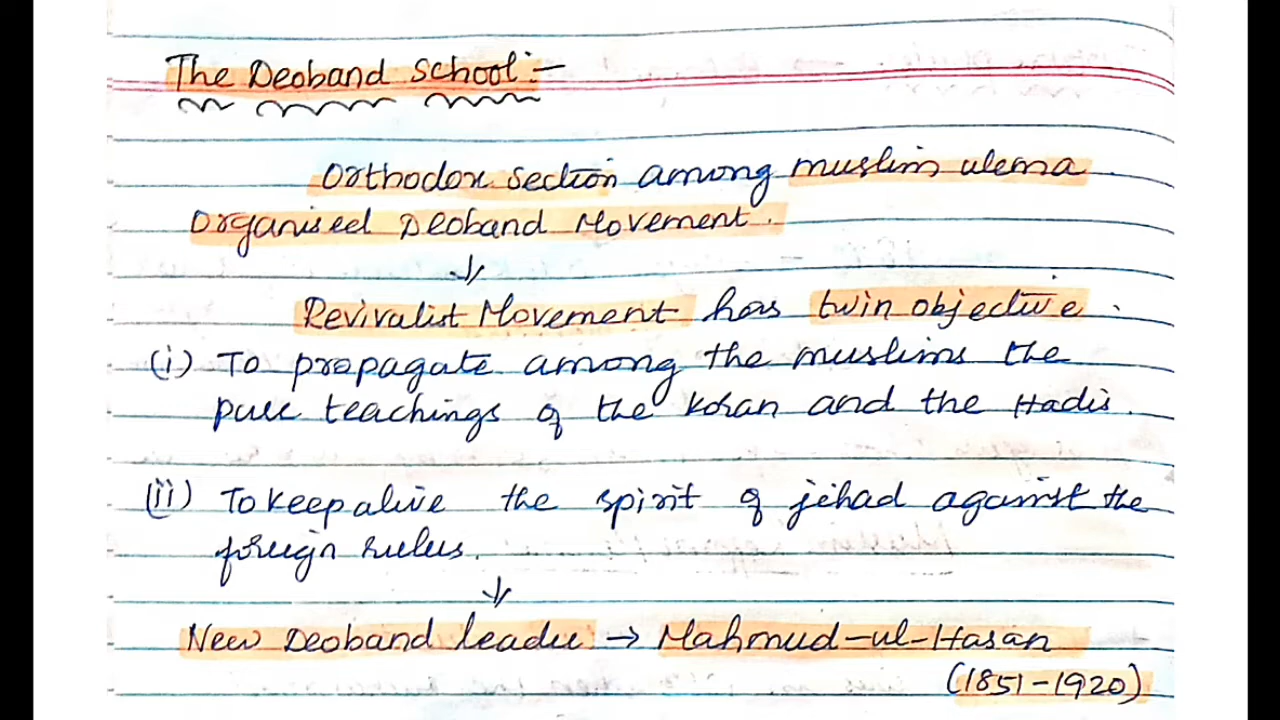 The Deoband School :-
Orthodox section among muslim ulema
organised Deoband Movement.
Revivalist Movement has twin objective.
(i) To propagate among the muslims the
pure teachings of the Koran and the Hadis.
(ii) To keep alive the spirit of jihad against the
foreign rulers.
New Deoband leader → Mahmud-ul-Hasan
(1851-1920)